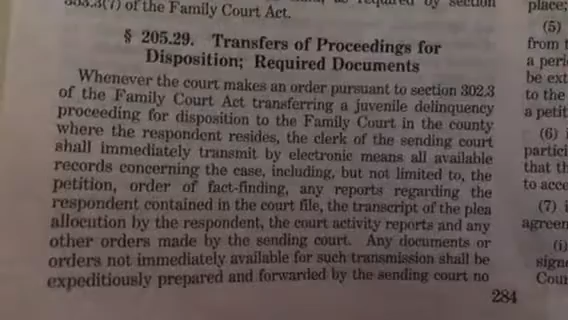 of the Family Court Act.
§ 205.29. Transfers of Proceedings for
Disposition; Required Documents
Whenever the court makes an order pursuant to section 302.3
of the Family Court Act transferring a juvenile delinquency
proceeding for disposition to the Family Court in the county
where the respondent resides, the clerk of the sending court
shall immediately transmit by electronic means all available
records concerning the case, including, but not limited to, the
petition, order of fact-finding, any reports regarding the
respondent contained in the court file, the transcript of the plea
allocution by the respondent, the court activity reports and any
other orders made by the sending court. Any documents or
orders not immediately available for such transmission shall be
expeditiously prepared and forwarded by the sending court no
284
place;
(5)
from
a peri
be ext
to the
a petit
(6)
partici
that th
to acce
(7)
agreen
(i)
signe
Cour